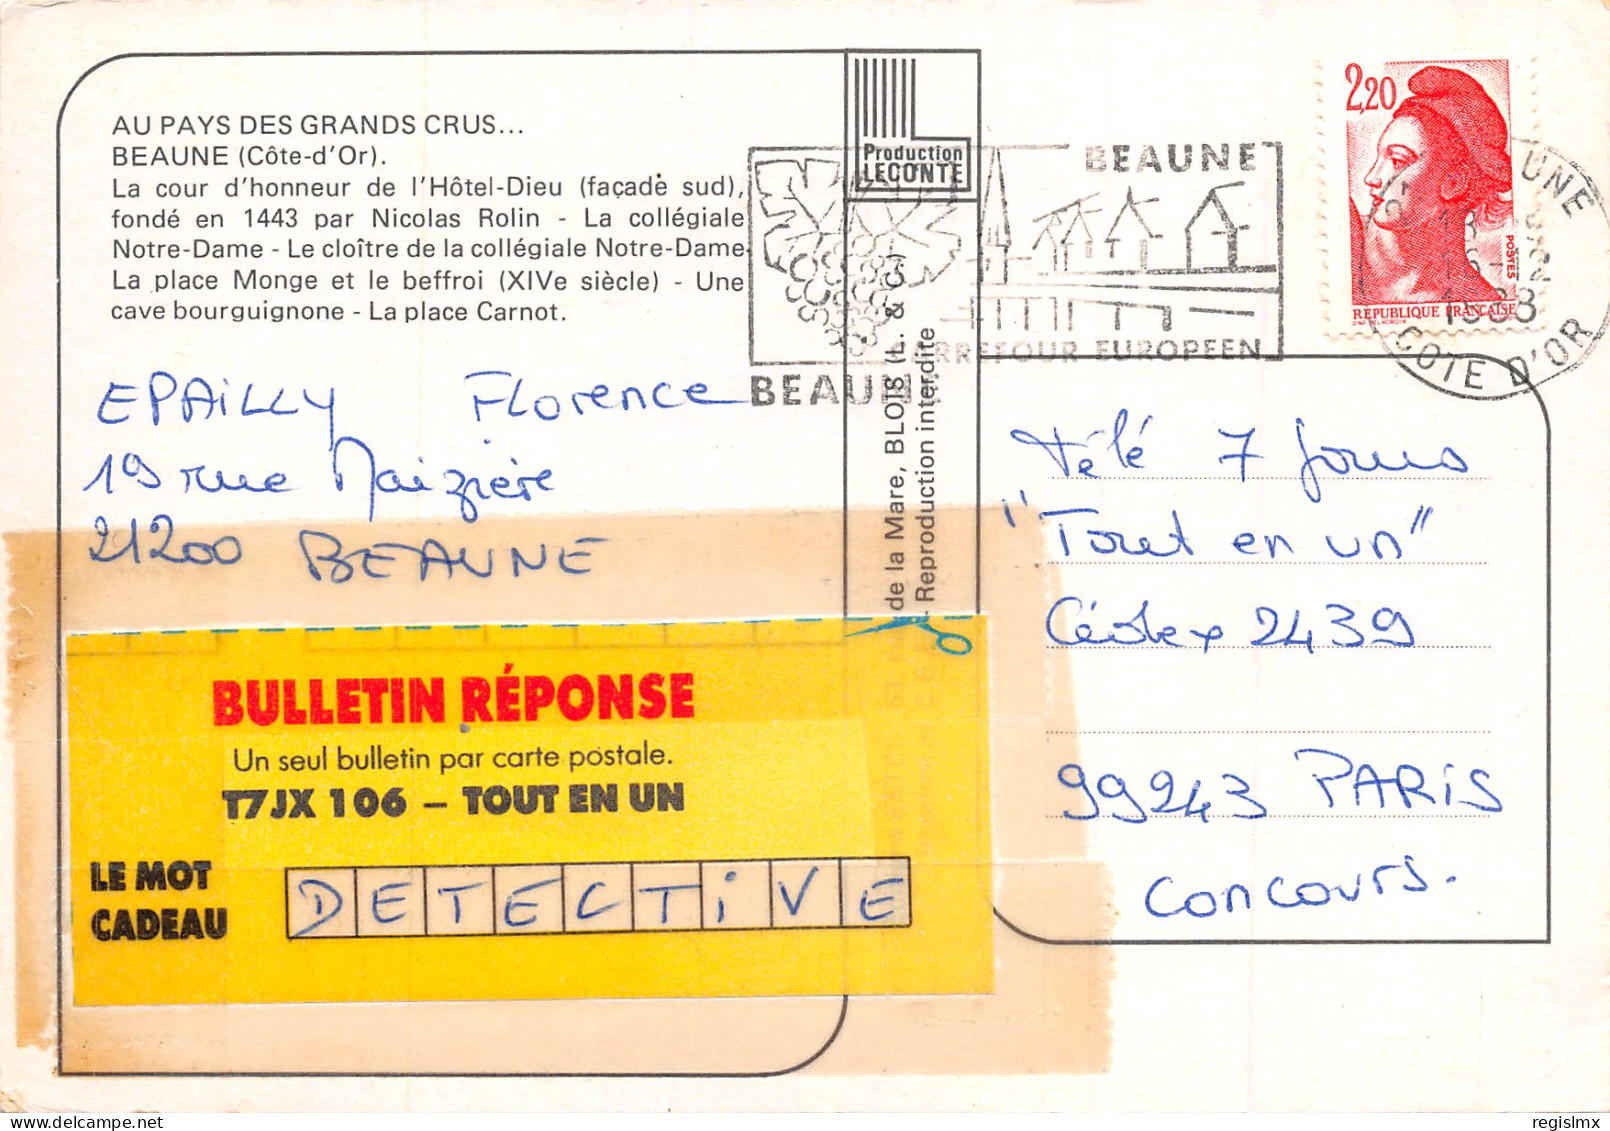 AU PAYS DES GRANDS CRUS...
BEAUNE (Côte-d'Or).
La cour d'honneur de l'Hôtel-Dieu (façade sud),
fondé en 1443 par Nicolas Rolin - La collégiale
Notre-Dame - Le cloître de la collégiale Notre-Dame
La place Monge et le beffroi (XIVe siècle) - Une
cave bourguignone - La place Carnot.
Production
LECONTE
BEAUNE
CARREFOUR EUROPEEN
BEAUNE
2,20
POSTES
REPUBLIQUE FRANÇAISE
1988
COTE D'OR
EPAILLY Florence
19 rue Maizière
21200 BEAUNE
de la Mare, BLOIS (L. & C.)
Reproduction interdite
Télé 7 jours
"Tout en un"
Cédex 2439
99243 PARIS
concours.
BULLETIN RÉPONSE
Un seul bulletin par carte postale.
T7JX 106 – TOUT EN UN
LE MOT
CADEAU
DETECTiVE
regislmx